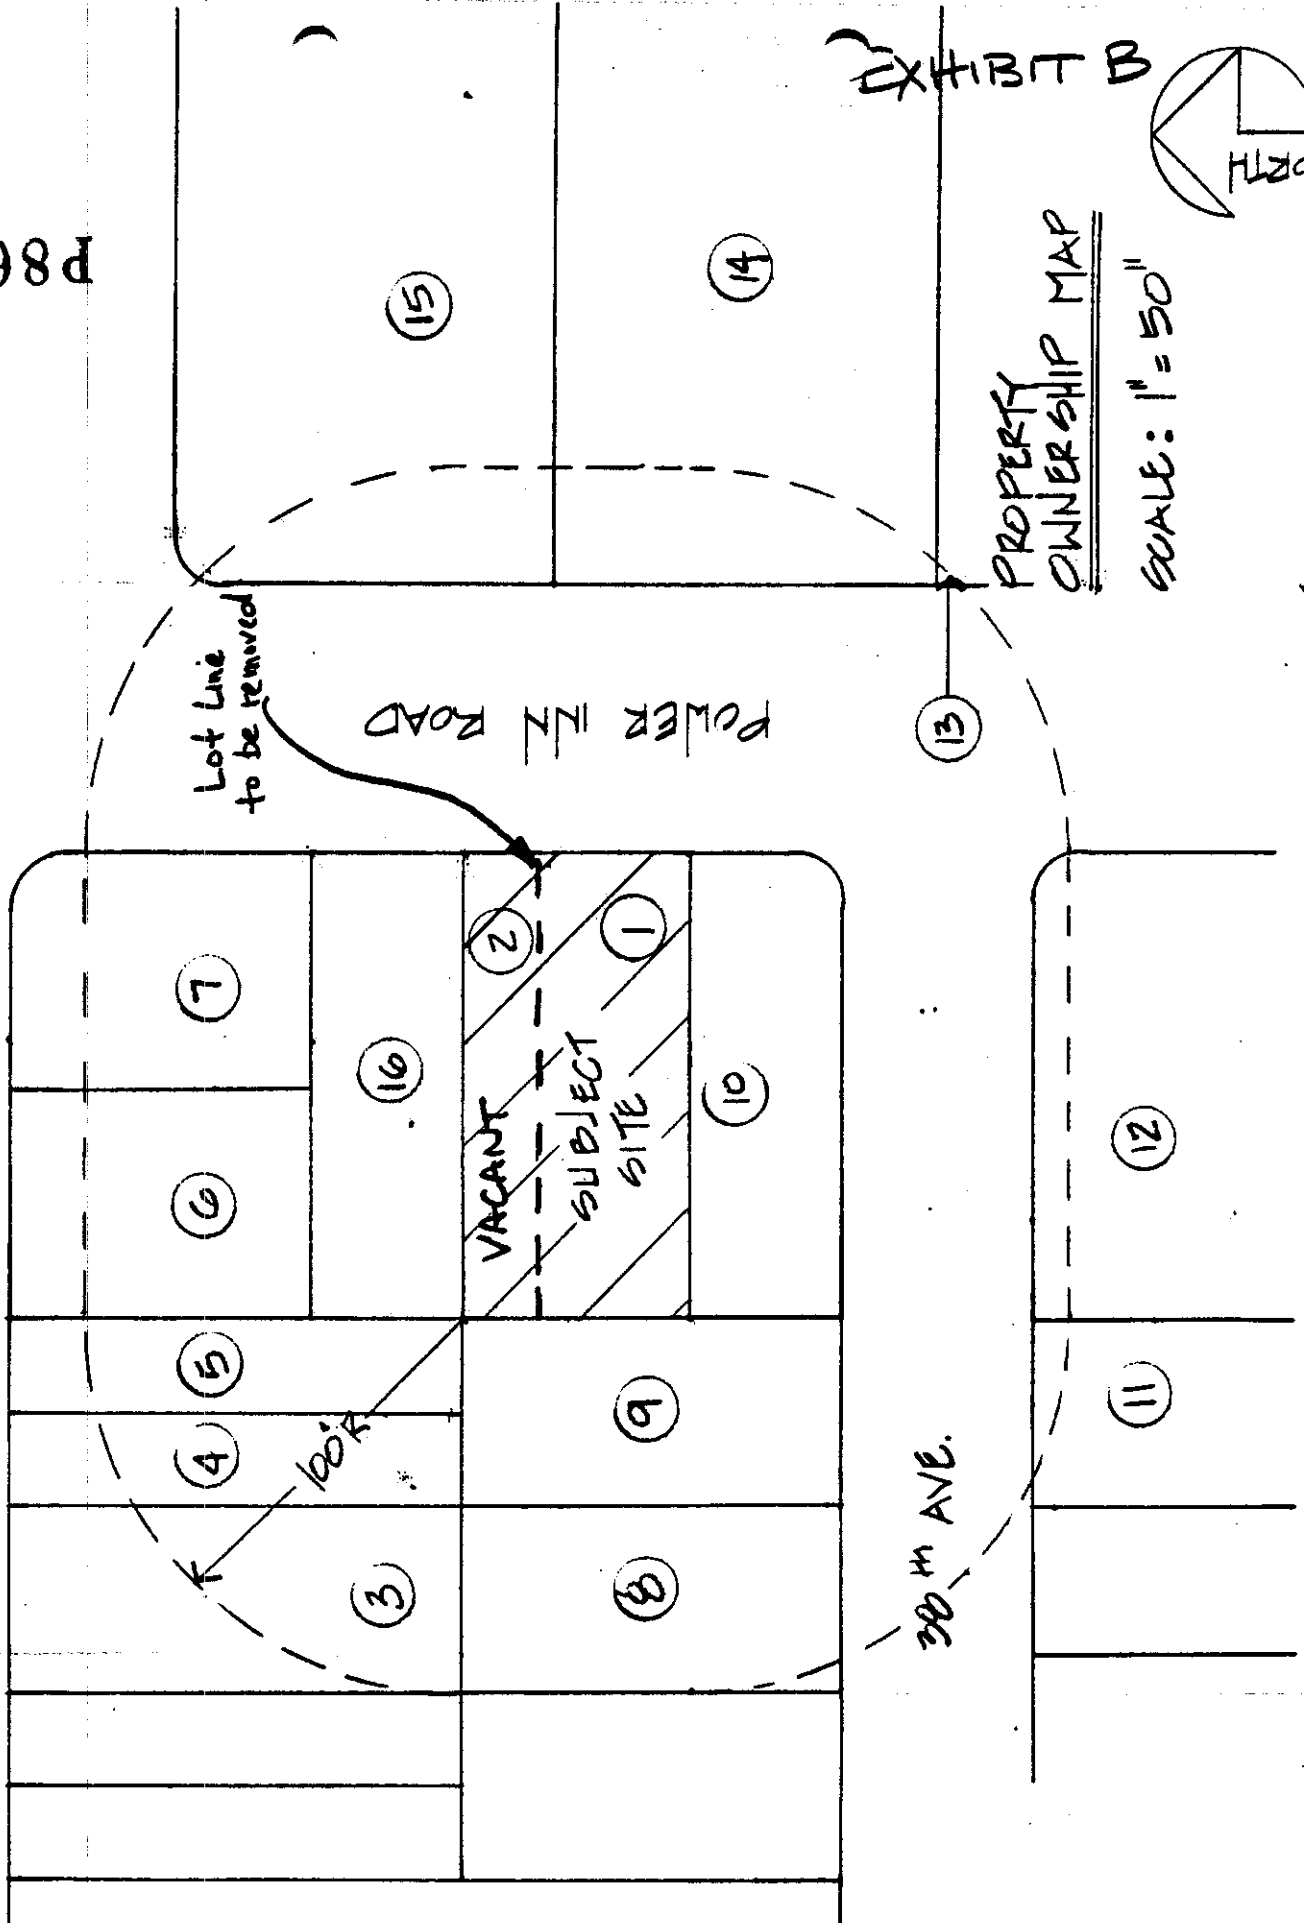 EXHIBIT B
P86
PROPERTY
OWNERSHIP MAP
SCALE: 1" = 50"
Lot Line
to be removed
POWER INN ROAD
15
14
13
7
16
2
1
10
12
6
VACANT
SUBJECT
SITE
5
4
9
11
100'R
3
8
38TH AVE.